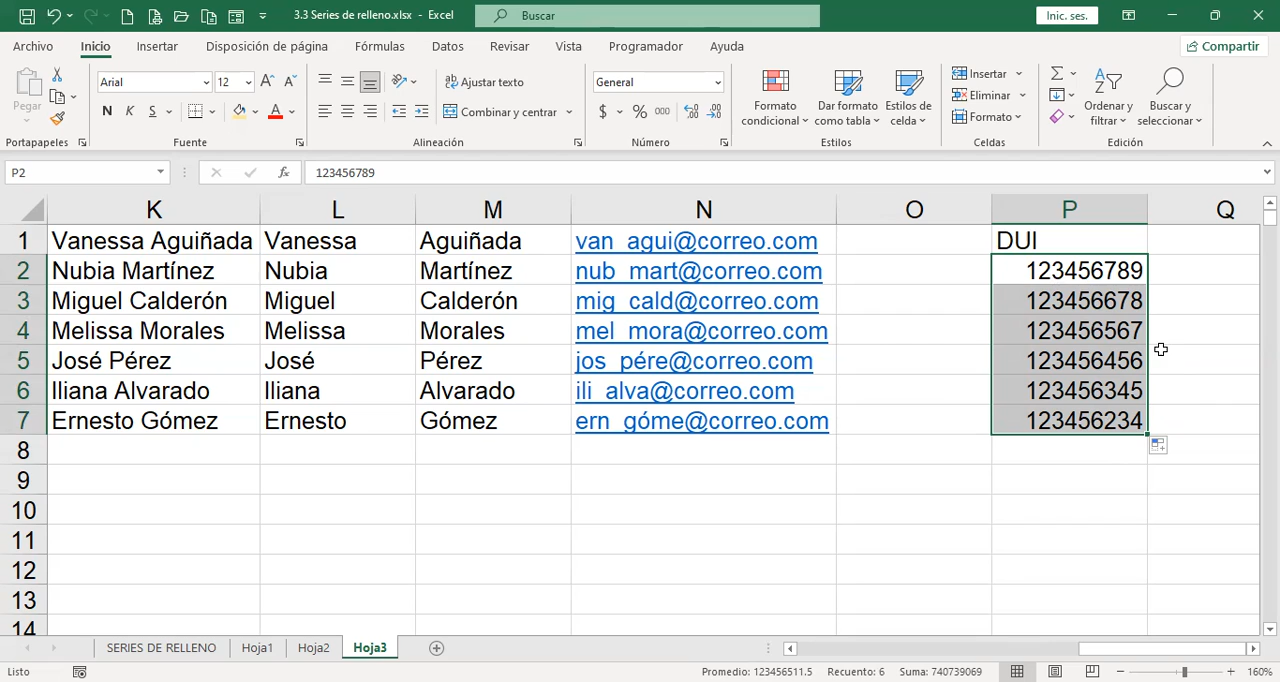 3.3 Series de relleno.xlsx - Excel
Buscar
Inic. ses.
Archivo Inicio Insertar Disposición de página Fórmulas Datos Revisar Vista Programador Ayuda Compartir
Pegar
Arial 12
N K S
Ajustar texto
Combinar y centrar
General
$ % 000
Formato condicional
Dar formato como tabla
Estilos de celda
Insertar
Eliminar
Formato
Ordenar y filtrar
Buscar y seleccionar
Portapapeles Fuente Alineación Número Estilos Celdas Edición
P2 fx 123456789
K L M N O P Q
1 Vanessa Aguiñada Vanessa Aguiñada van_agui@correo.com DUI
2 Nubia Martínez Nubia Martínez nub_mart@correo.com 123456789
3 Miguel Calderón Miguel Calderón mig_cald@correo.com 123456678
4 Melissa Morales Melissa Morales mel_mora@correo.com 123456567
5 José Pérez José Pérez jos_pére@correo.com 123456456
6 Iliana Alvarado Iliana Alvarado ili_alva@correo.com 123456345
7 Ernesto Gómez Ernesto Gómez ern_góme@correo.com 123456234
8
9
10
11
12
13
14
SERIES DE RELLENO Hoja1 Hoja2 Hoja3
Listo Promedio: 123456511.5 Recuento: 6 Suma: 740739069 160%